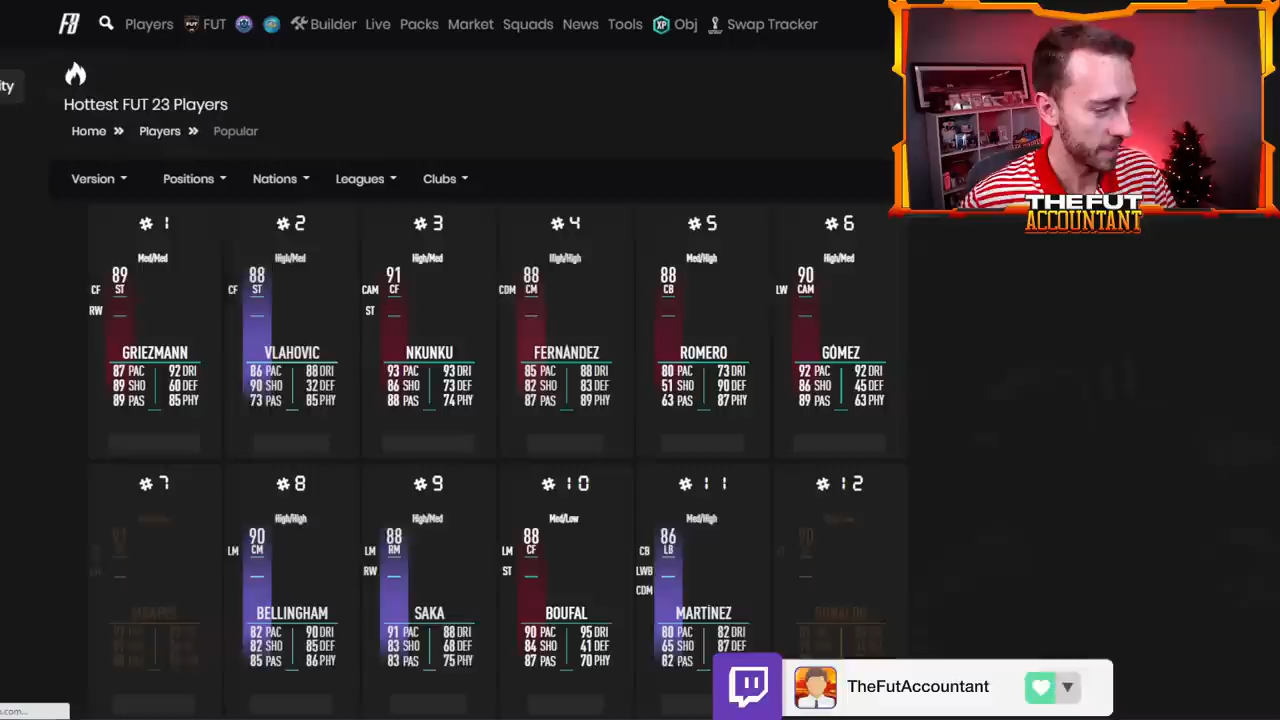 Players FUT Builder Live Packs Market Squads News Tools XP Obj Swap Tracker
ity
Hottest FUT 23 Players
Home » Players » Popular
Version Positions Nations Leagues Clubs
#1 #2 #3 #4 #5 #6
Med/Med High/Med High/Med High/High Med/High High/Med
89 88 91 88 88 90
CF ST CF ST CAM CF CDM CM CB LW CAM
RW ST
GRIEZMANN VLAHOVIC NKUNKU FERNÁNDEZ ROMERO GÓMEZ
87 PAC 92 DRI 86 PAC 88 DRI 93 PAC 93 DRI 85 PAC 88 DRI 80 PAC 73 DRI 92 PAC 92 DRI
89 SHO 60 DEF 90 SHO 32 DEF 86 SHO 73 DEF 82 SHO 83 DEF 51 SHO 90 DEF 86 SHO 45 DEF
89 PAS 85 PHY 73 PAS 85 PHY 88 PAS 74 PHY 87 PAS 89 PHY 63 PAS 87 PHY 89 PAS 63 PHY
#7 #8 #9 #10 #11 #12
High/High High/Med Med/Low Med/High
90 88 88 86
LM CM LM RM LM CF CB LB
RW ST LWB
CDM
BELLINGHAM SAKA BOUFAL MARTÍNEZ RONALDO
82 PAC 90 DRI 91 PAC 88 DRI 90 PAC 95 DRI 80 PAC 82 DRI
82 SHO 85 DEF 83 SHO 68 DEF 84 SHO 41 DEF 65 SHO 87 DEF
85 PAS 86 PHY 83 PAS 75 PHY 87 PAS 70 PHY 82 PAS
THE FUT
ACCOUNTANT
TheFutAccountant
n.com/...